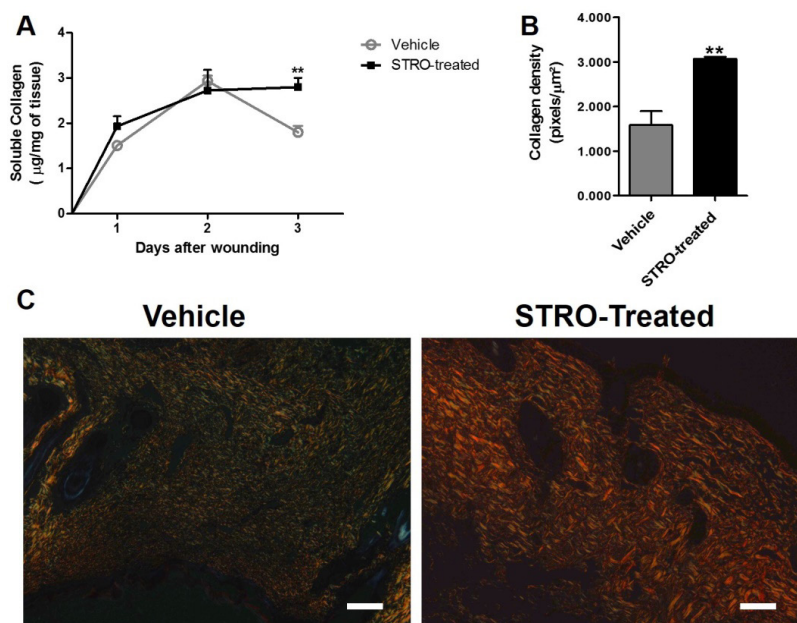 A
Vehicle
STRO-treated
Soluble Collagen
( µg/mg of tissue)
4
3
2
1
0
**
1 2 3
Days after wounding
B
Collagen density
(pixels/µm²)
4.000
3.000
2.000
1.000
0.000
**
Vehicle
STRO-treated
C
Vehicle
STRO-Treated